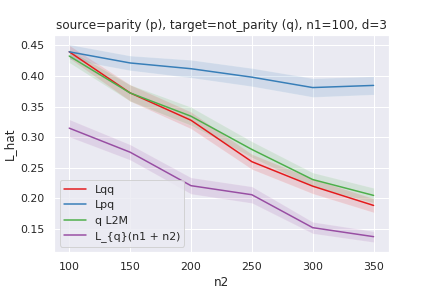 source=parity (p), target=not_parity (q), n1=100, d=3
0.45
0.40
0.35
0.30
0.25
0.20
0.15
L_hat
Lqq
Lpq
q L2M
L_{q}(n1 + n2)
100
150
200
250
300
350
n2